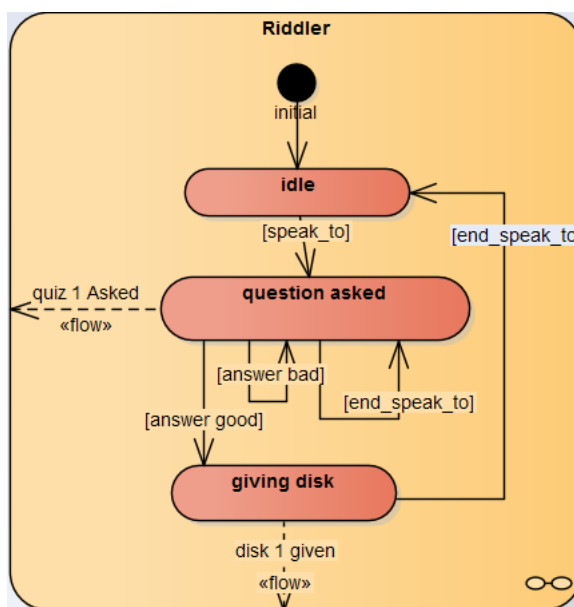 Riddler
initial
idle
[speak_to]
[end_speak_to]
quiz 1 Asked
question asked
«flow»
[answer bad]
[end_speak_to]
[answer good]
giving disk
disk 1 given
«flow»